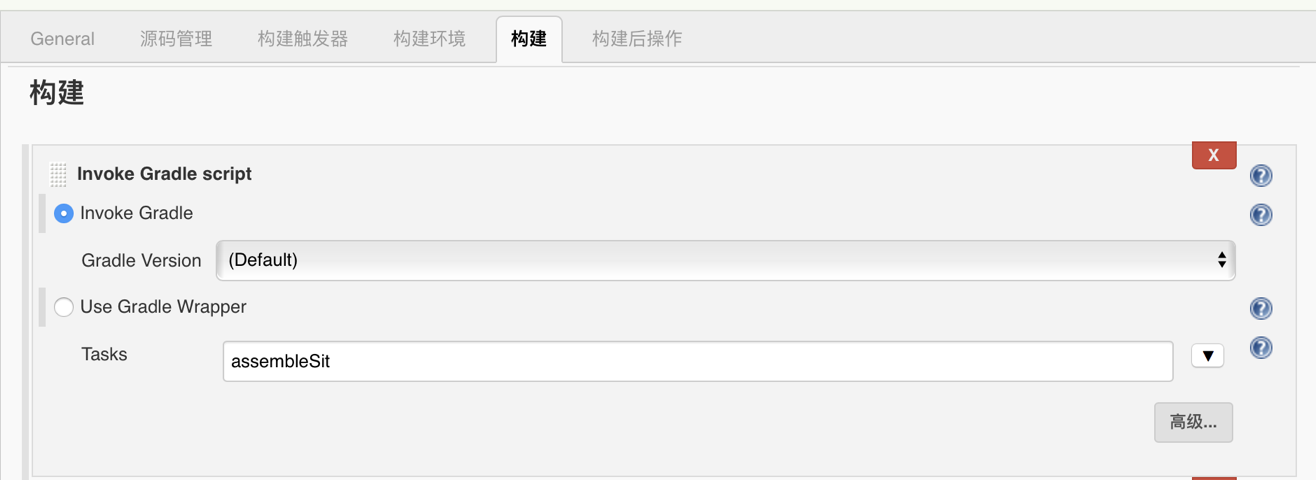 General 源码管理 构建触发器 构建环境 构建 构建后操作
构建
X
Invoke Gradle script
Invoke Gradle
Gradle Version (Default)
Use Gradle Wrapper
Tasks assembleSit
高级...